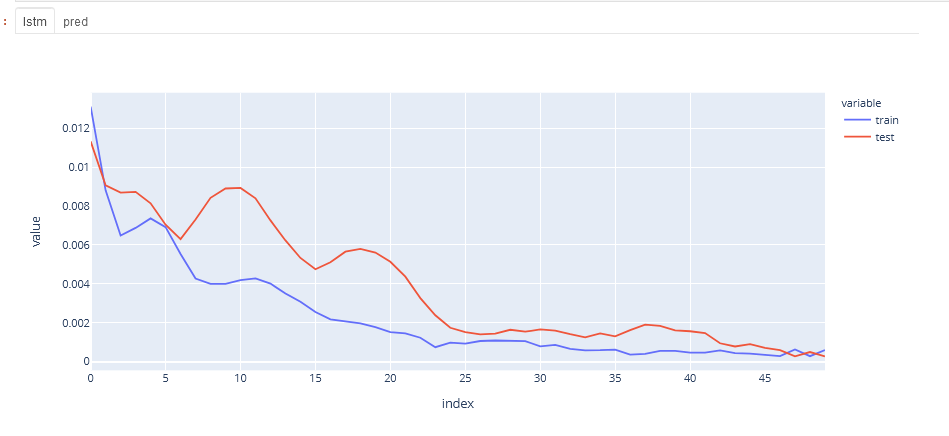 : lstm pred
variable
train
test
value
0.012
0.01
0.008
0.006
0.004
0.002
0
0 5 10 15 20 25 30 35 40 45
index